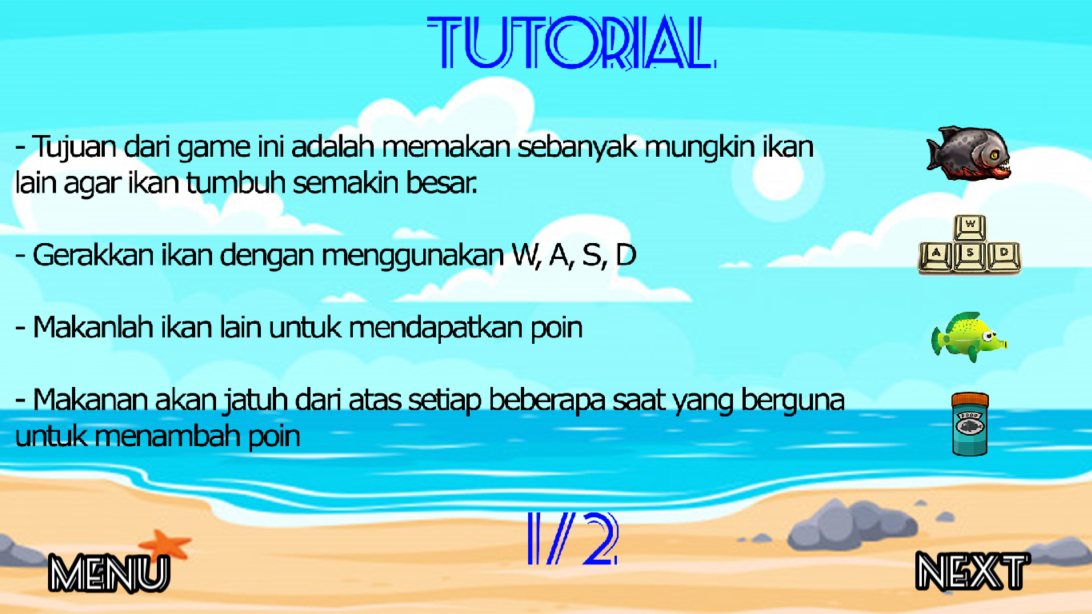 TUTORIAL
- Tujuan dari game ini adalah memakan sebanyak mungkin ikan
lain agar ikan tumbuh semakin besar.
W
- Gerakkan ikan dengan menggunakan W, A, S, D
A S D
- Makanlah ikan lain untuk mendapatkan poin
- Makanan akan jatuh dari atas setiap beberapa saat yang berguna
untuk menambah poin
FOOD
1/2
MENU
NEXT